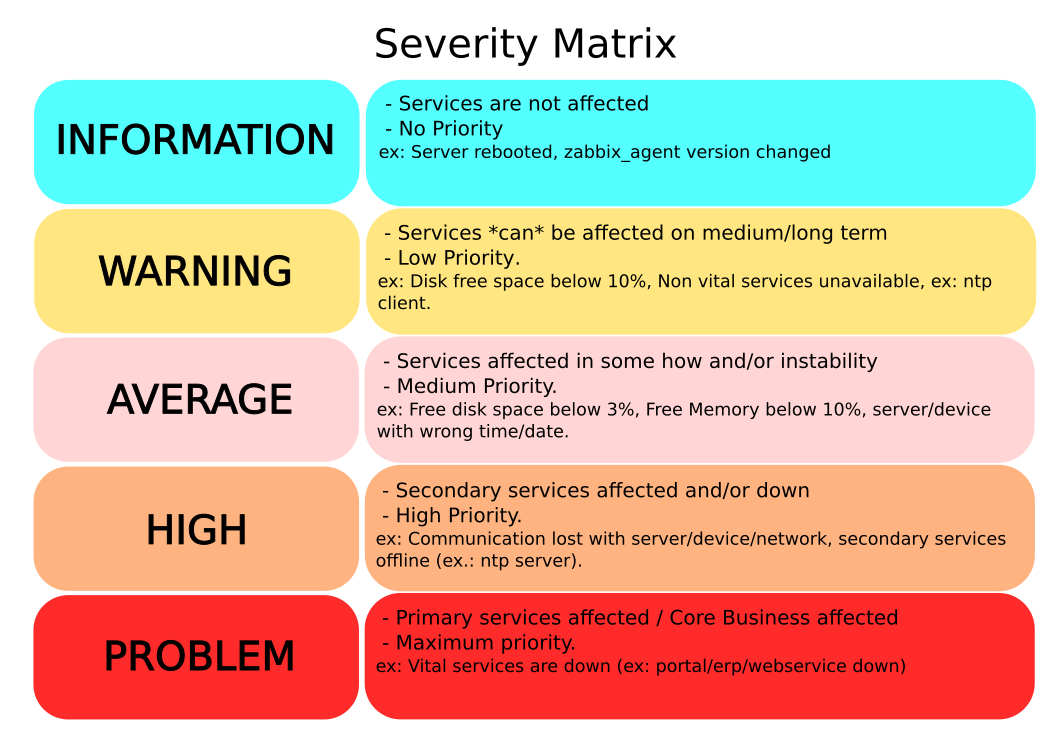 Severity Matrix
INFORMATION
- Services are not affected
- No Priority
ex: Server rebooted, zabbix_agent version changed
WARNING
- Services *can* be affected on medium/long term
- Low Priority.
ex: Disk free space below 10%, Non vital services unavailable, ex: ntp
client.
AVERAGE
- Services affected in some how and/or instability
- Medium Priority.
ex: Free disk space below 3%, Free Memory below 10%, server/device
with wrong time/date.
HIGH
- Secondary services affected and/or down
- High Priority.
ex: Communication lost with server/device/network, secondary services
offline (ex.: ntp server).
PROBLEM
- Primary services affected / Core Business affected
- Maximum priority.
ex: Vital services are down (ex: portal/erp/webservice down)